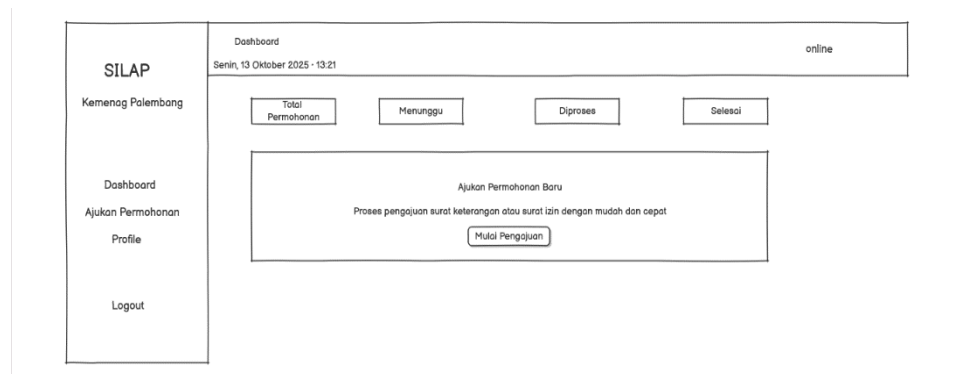 SILAP
Kemenag Palembang
Dashboard
Ajukan Permohonan
Profile
Logout
Dashboard
Senin, 13 Oktober 2025 - 13:21
online
Total
Permohonan
Menunggu
Diproses
Selesai
Ajukan Permohonan Baru
Proses pengajuan surat keterangan atau surat izin dengan mudah dan cepat
Mulai Pengajuan